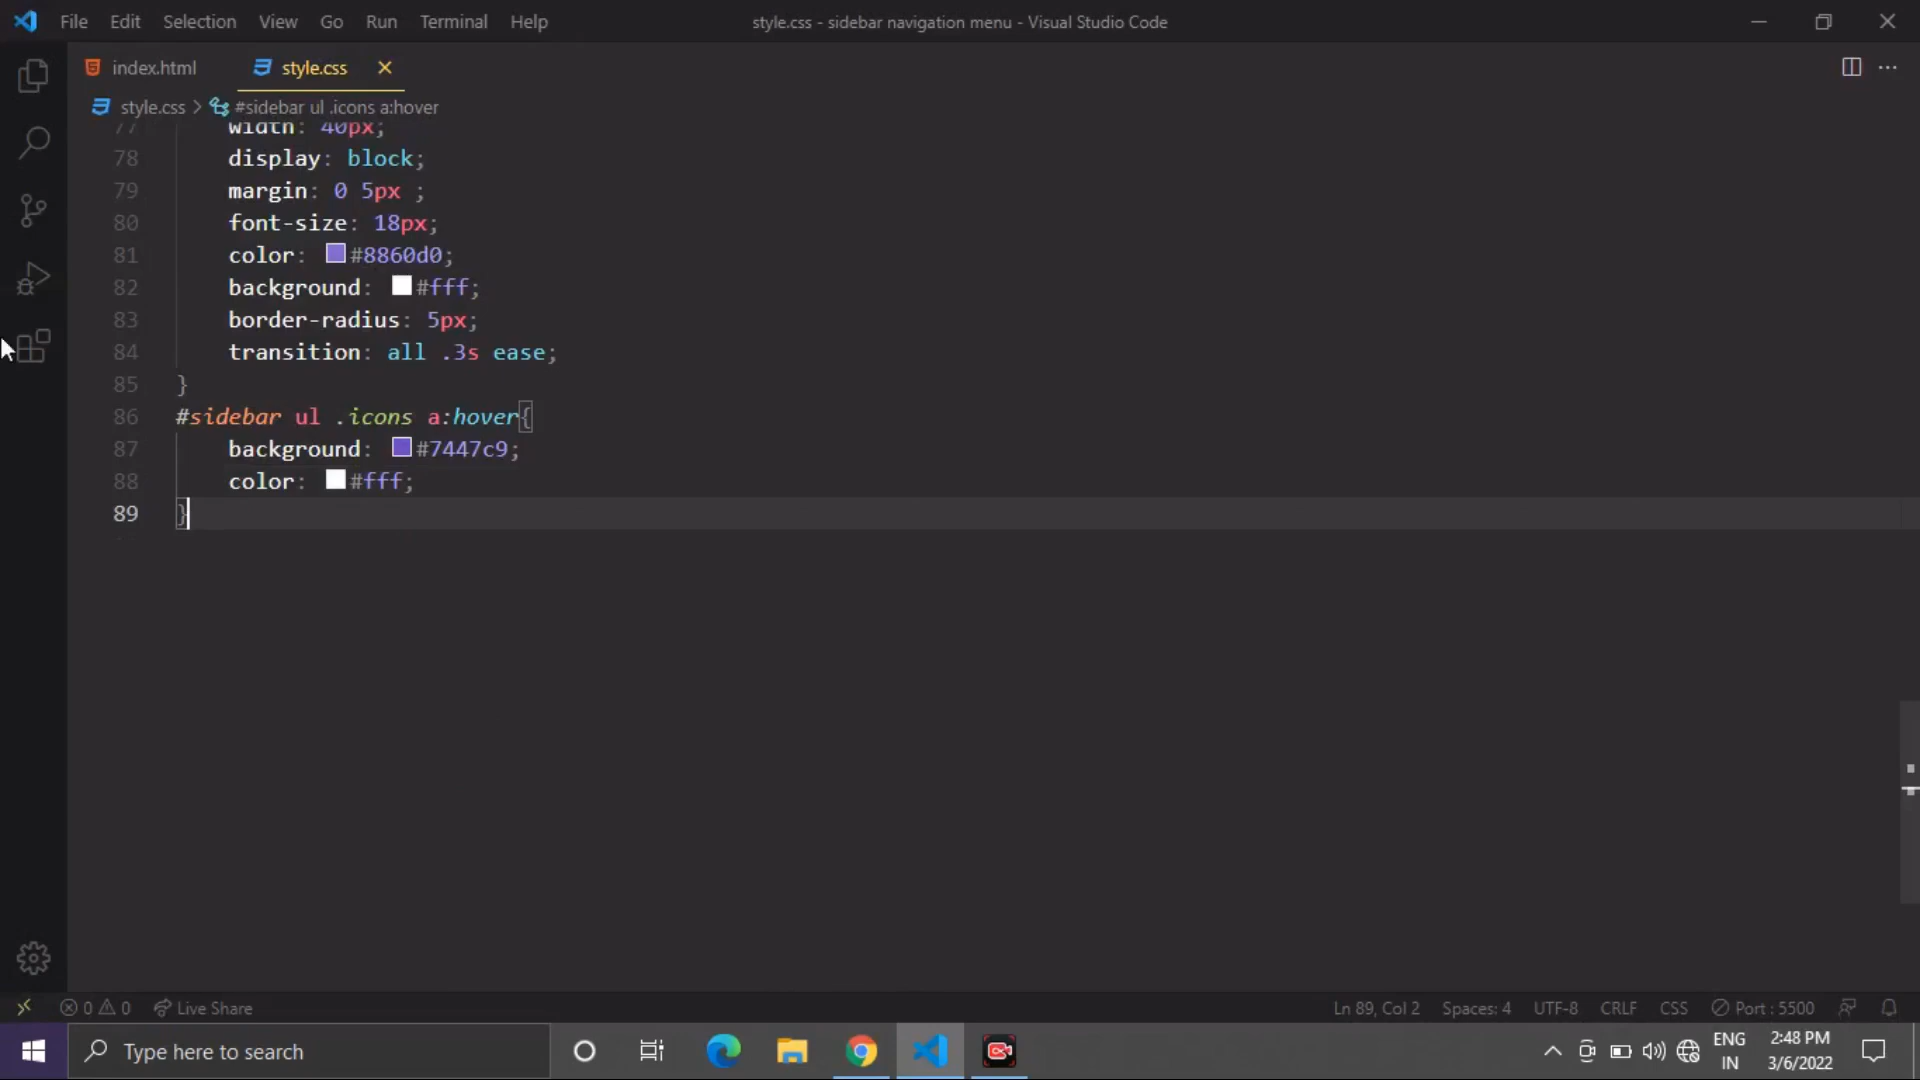 File Edit Selection View Go Run Terminal Help
style.css - sidebar navigation menu - Visual Studio Code
index.html
style.css
style.css > #sidebar ul .icons a:hover
77 width: 40px;
78 display: block;
79 margin: 0 5px ;
80 font-size: 18px;
81 color: #8860d0;
82 background: #fff;
83 border-radius: 5px;
84 transition: all .3s ease;
85 }
86 #sidebar ul .icons a:hover{
87 background: #7447c9;
88 color: #fff;
89 }
0 0 Live Share
Ln 89, Col 2 Spaces: 4 UTF-8 CRLF CSS Port : 5500
Type here to search
ENG
IN
2:48 PM
3/6/2022